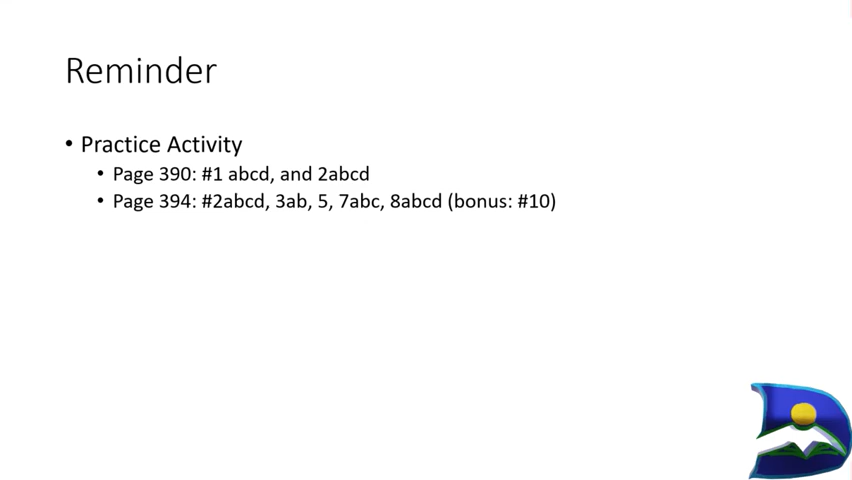 Reminder
• Practice Activity
• Page 390: #1 abcd, and 2abcd
• Page 394: #2abcd, 3ab, 5, 7abc, 8abcd (bonus: #10)